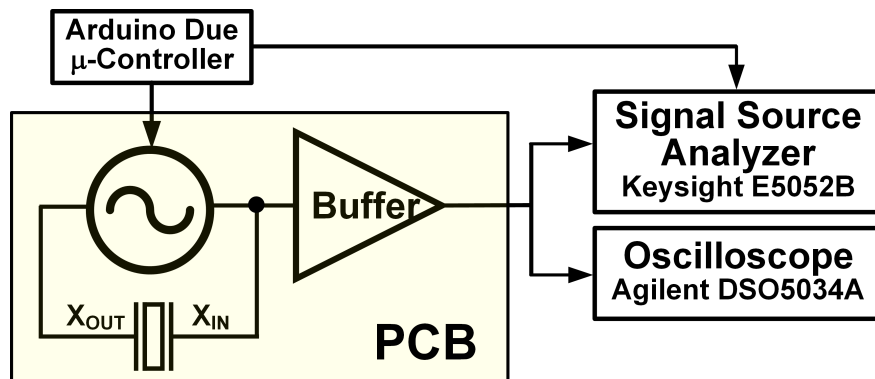 Arduino Due
μ-Controller
Signal Source
Analyzer
Keysight E5052B
Buffer
Oscilloscope
Agilent DSO5034A
XOUT
XIN
PCB